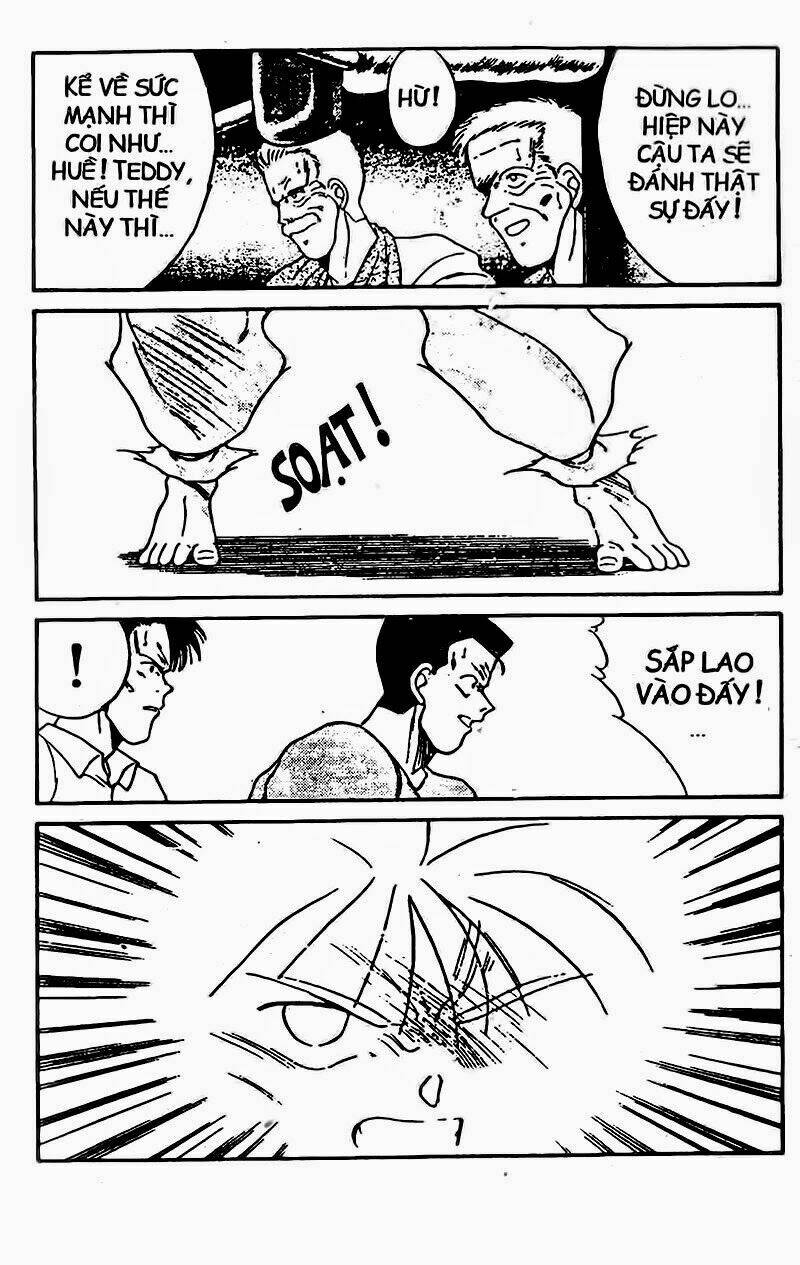 KỂ VỀ SỨC
MẠNH THÌ
COI NHƯ...
HUỀ! TEDDY,
NẾU THẾ
NÀY THÌ...
HỪ!
ĐỪNG LO...
HIỆP NÀY
CẬU TA SẼ
ĐÁNH THẬT
SỰ ĐẤY!
SOẠT!
!
SẮP LAO
VÀO ĐẤY!
...